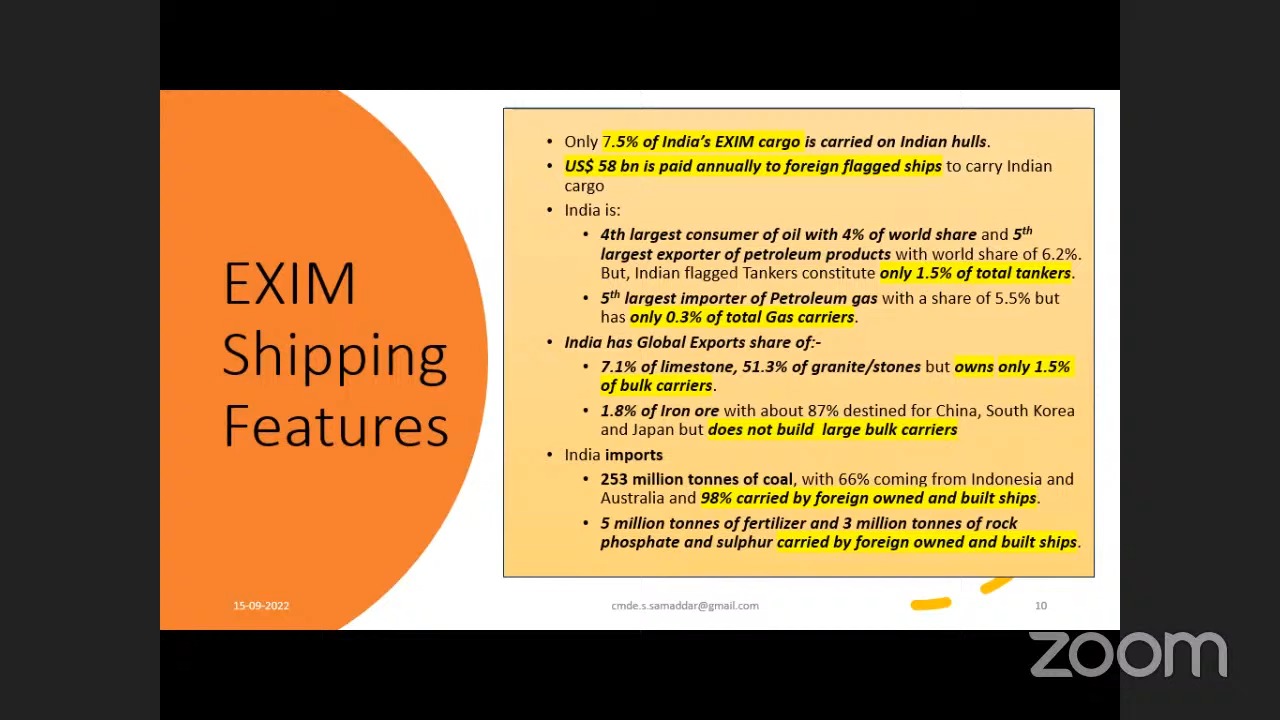 EXIM
Shipping
Features
• Only 7.5% of India's EXIM cargo is carried on Indian hulls.
• US$ 58 bn is paid annually to foreign flagged ships to carry Indian
cargo
• India is:
• 4th largest consumer of oil with 4% of world share and 5th
largest exporter of petroleum products with world share of 6.2%.
But, Indian flagged Tankers constitute only 1.5% of total tankers.
• 5th largest importer of Petroleum gas with a share of 5.5% but
has only 0.3% of total Gas carriers.
• India has Global Exports share of:-
• 7.1% of limestone, 51.3% of granite/stones but owns only 1.5%
of bulk carriers.
• 1.8% of Iron ore with about 87% destined for China, South Korea
and Japan but does not build large bulk carriers
• India imports
• 253 million tonnes of coal, with 66% coming from Indonesia and
Australia and 98% carried by foreign owned and built ships.
• 5 million tonnes of fertilizer and 3 million tonnes of rock
phosphate and sulphur carried by foreign owned and built ships.
15-09-2022
cmde.s.samaddar@gmail.com
10
zoom